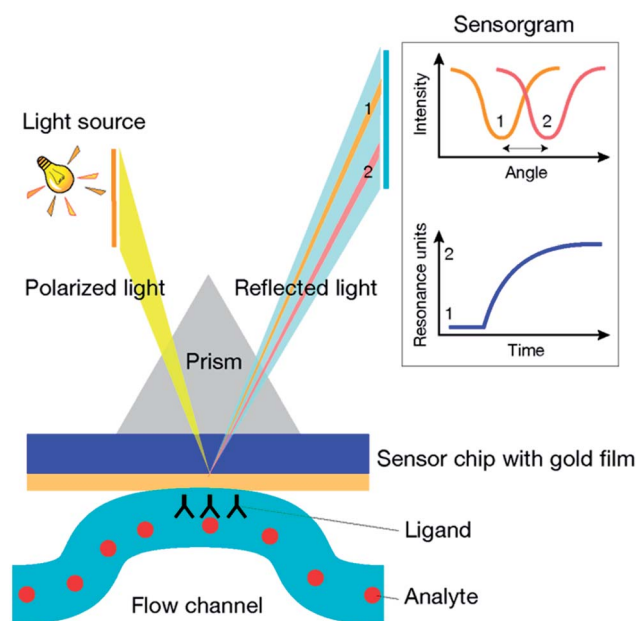 Sensorgram
Intensity
1
2
Angle
Resonance units
2
1
Time
Light source
1
2
Polarized light
Reflected light
Prism
Sensor chip with gold film
Ligand
Analyte
Flow channel